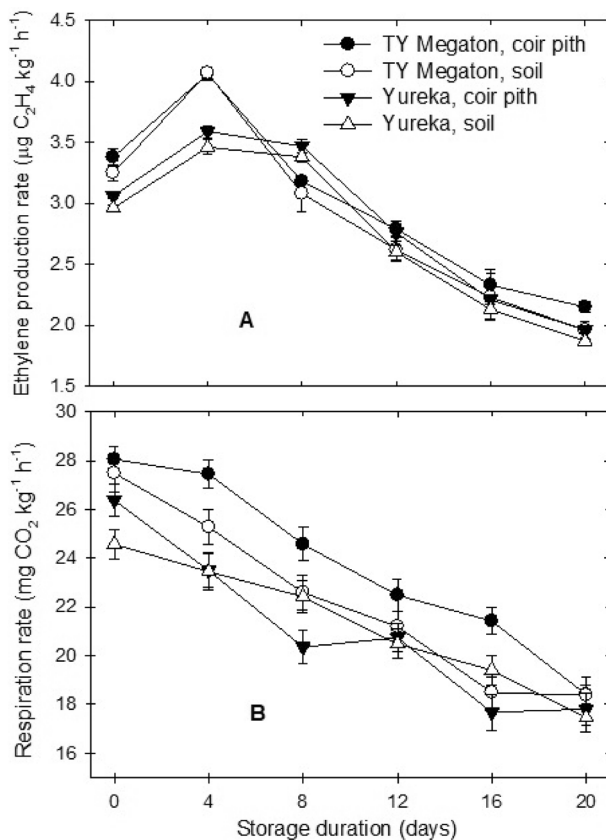 4.5
4.0
3.5
3.0
2.5
2.0
1.5
Ethylene production rate (µg C₂H₄ kg⁻¹ h⁻¹)
TY Megaton, coir pith
TY Megaton, soil
Yureka, coir pith
Yureka, soil
A
30
28
26
24
22
20
18
16
Respiration rate (mg CO₂ kg⁻¹ h⁻¹)
B
0 4 8 12 16 20
Storage duration (days)